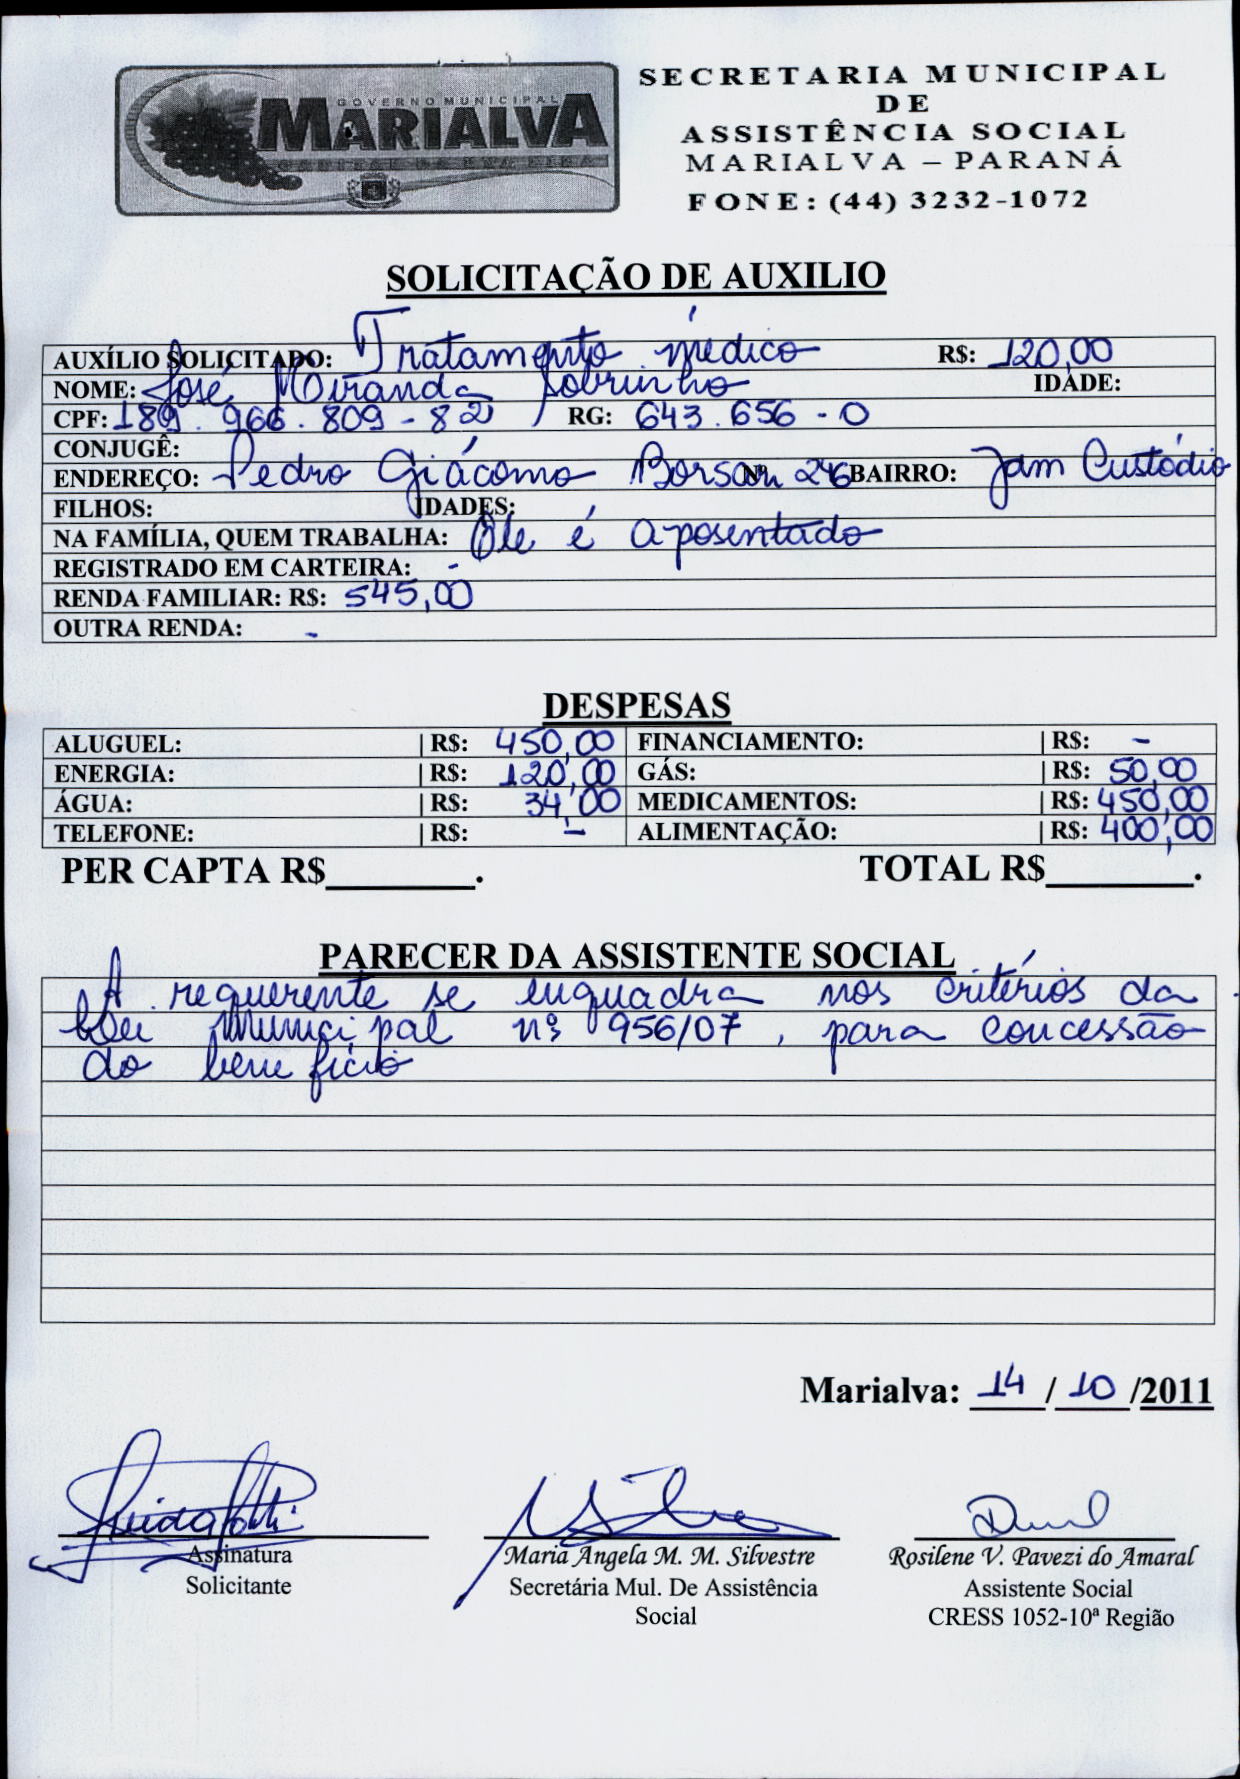 GOVERNO MUNICIPAL
MARIALVA
CAPITAL DA UVA FINA
SECRETARIA MUNICIPAL
DE
ASSISTÊNCIA SOCIAL
MARIALVA – PARANÁ
FONE: (44) 3232-1072
SOLICITAÇÃO DE AUXILIO
AUXÍLIO SOLICITADO: Tratamento médico R$: 120,00
NOME: José Miranda Sobrinho IDADE:
CPF: 189.966.809-82 RG: 643.656-0
CONJUGÊ:
ENDEREÇO: Pedro Giácomo Borsari Nº 246 BAIRRO: Jam Custódio
FILHOS: IDADES:
NA FAMÍLIA, QUEM TRABALHA: Ele é aposentado
REGISTRADO EM CARTEIRA: -
RENDA FAMILIAR: R$: 545,00
OUTRA RENDA: -
DESPESAS
ALUGUEL: | R$: 450,00 FINANCIAMENTO: | R$: -
ENERGIA: | R$: 120,00 GÁS: | R$: 50,00
ÁGUA: | R$: 34,00 MEDICAMENTOS: | R$: 450,00
TELEFONE: | R$: - ALIMENTAÇÃO: | R$: 400,00
PER CAPTA R$________. TOTAL R$________.
PARECER DA ASSISTENTE SOCIAL
A requerente se enquadra nos critérios da
Lei Municipal nº 956/07, para concessão
do benefício
Marialva: 14 / 10 /2011
Assinatura
Solicitante
Maria Angela M. M. Silvestre
Secretária Mul. De Assistência
Social
Rosilene V. Pavezi do Amaral
Assistente Social
CRESS 1052-10ª Região